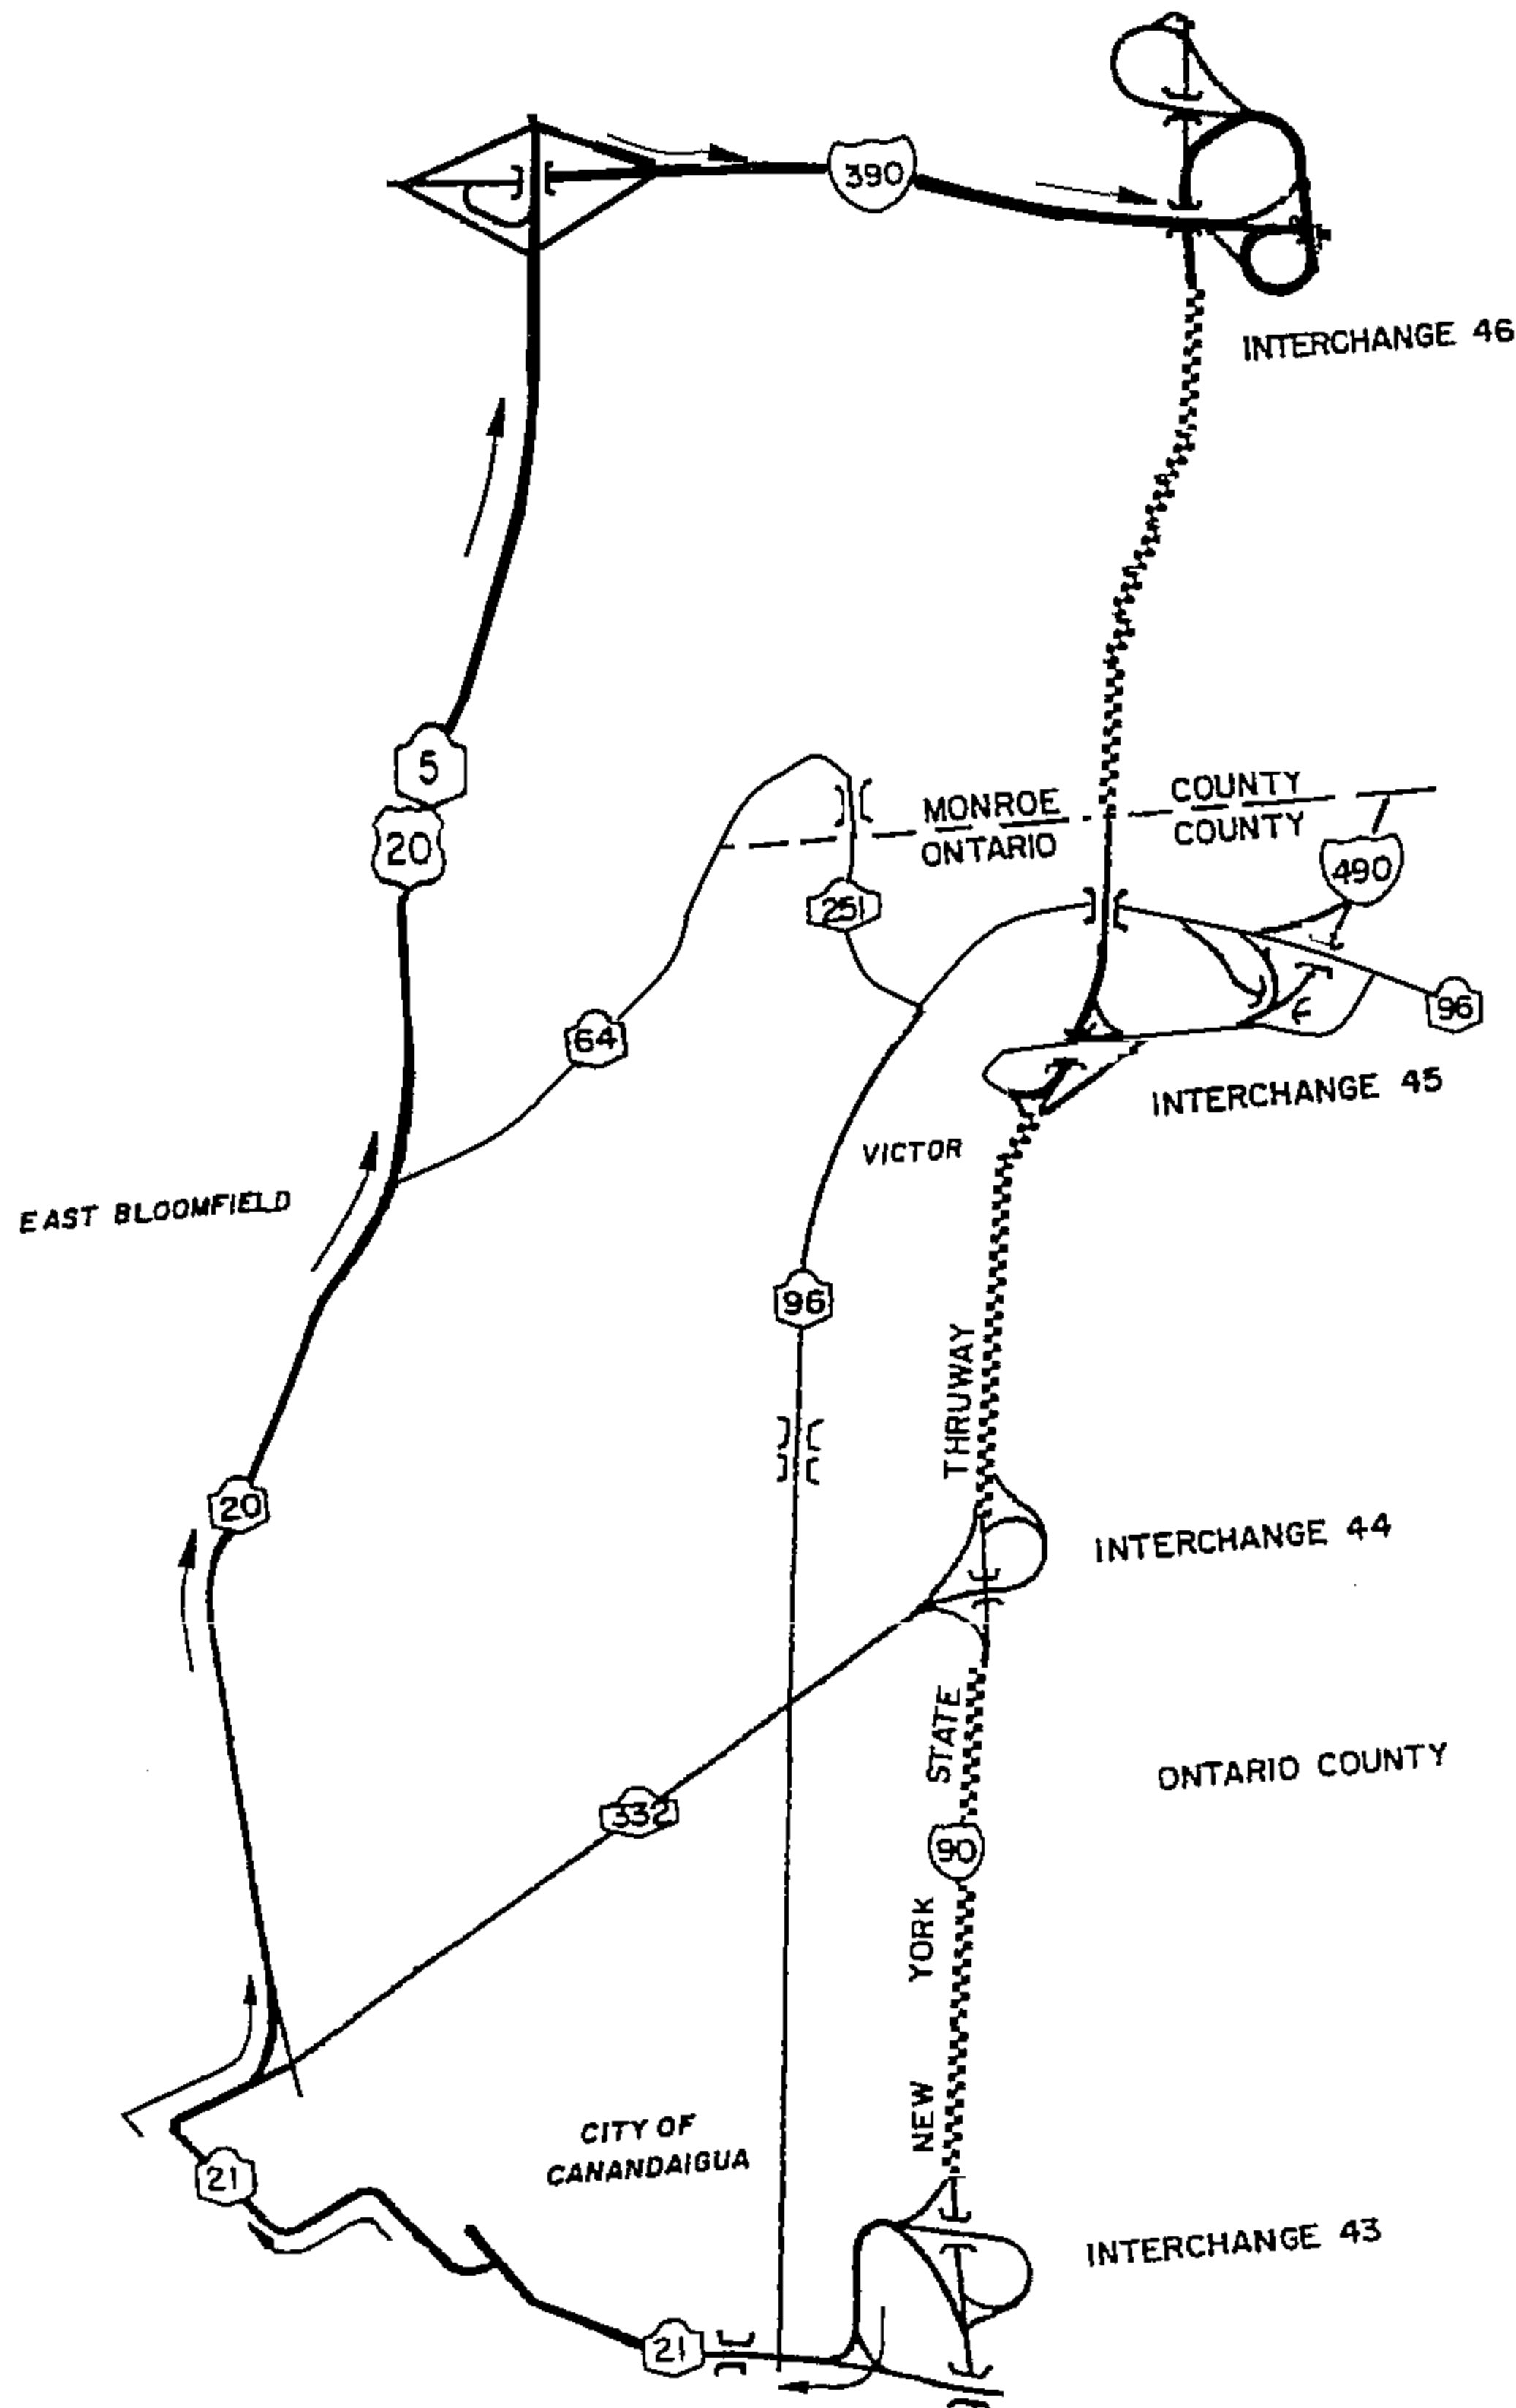 390
INTERCHANGE 46
5
20
MONROE COUNTY
ONTARIO COUNTY
490
251
96
64
INTERCHANGE 45
VICTOR
EAST BLOOMFIELD
96
THRUWAY
20
INTERCHANGE 44
STATE
ONTARIO COUNTY
332
90
YORK
NEW
CITY OF
CANANDAIGUA
21
INTERCHANGE 43
21